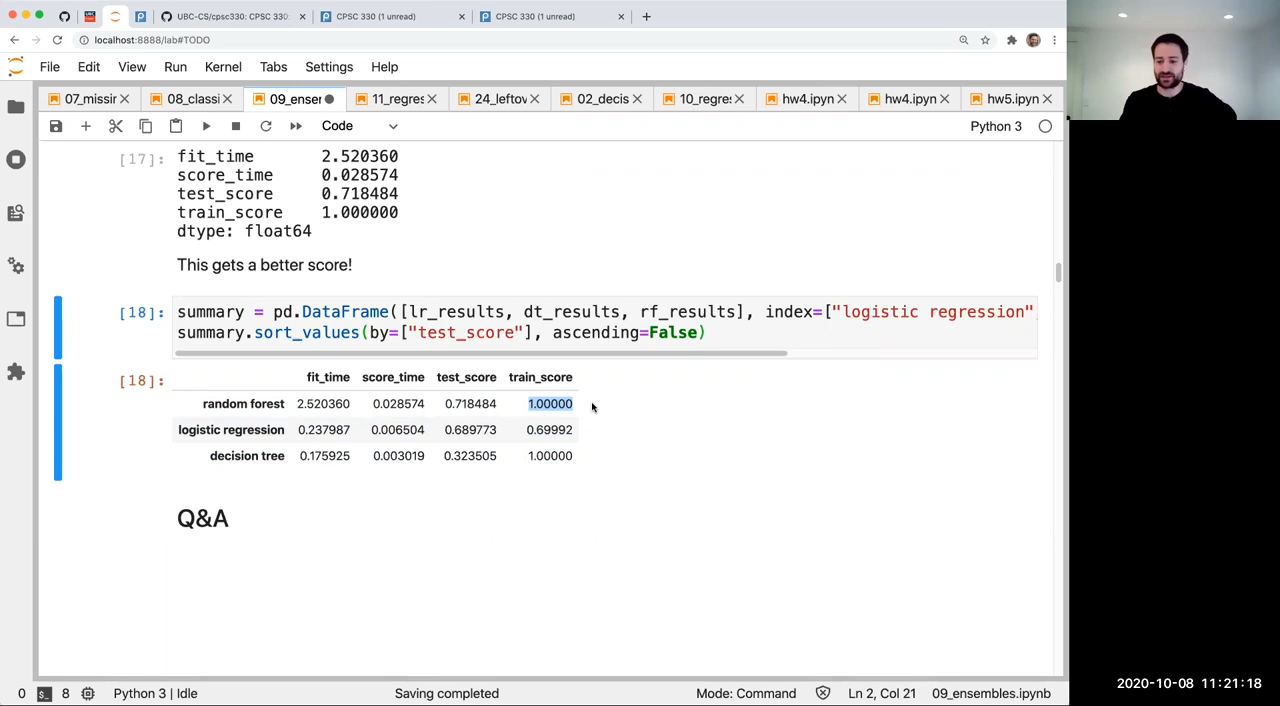 UBC-CS/cpsc330: CPSC 330:
CPSC 330 (1 unread)
CPSC 330 (1 unread)
localhost:8888/lab#TODO
File Edit View Run Kernel Tabs Settings Help
07_missir
08_classi
09_ensen
11_regres
24_leftov
02_decis
10_regre:
hw4.ipyn
hw4.ipyn
hw5.ipyn
Code
Python 3
[17]:
fit_time 2.520360
score_time 0.028574
test_score 0.718484
train_score 1.000000
dtype: float64
This gets a better score!
[18]: summary = pd.DataFrame([lr_results, dt_results, rf_results], index=["logistic regression",
summary.sort_values(by=["test_score"], ascending=False)
[18]:
fit_time score_time test_score train_score
random forest 2.520360 0.028574 0.718484 1.00000
logistic regression 0.237987 0.006504 0.689773 0.69992
decision tree 0.175925 0.003019 0.323505 1.00000
Q&A
0 $_ 8 Python 3 | Idle Saving completed Mode: Command Ln 2, Col 21 09_ensembles.ipynb
2020-10-08 11:21:18